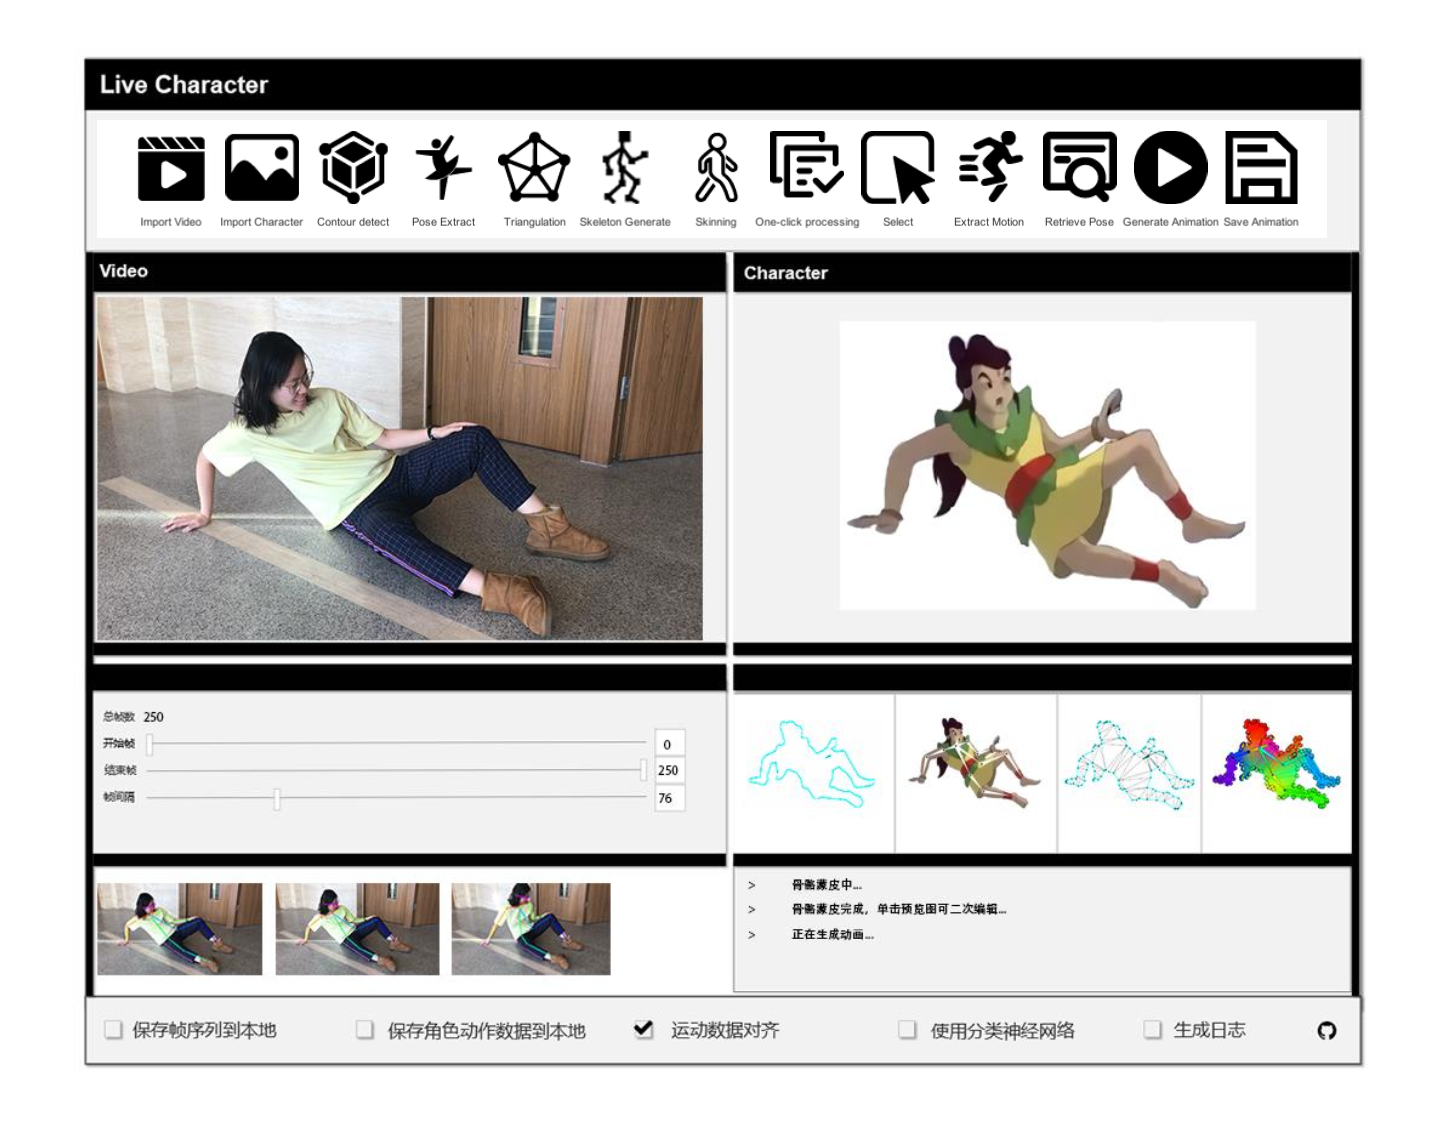 Live Character
Import Video Import Character Contour detect Pose Extract Triangulation Skeleton Generate Skinning One-click processing Select Extract Motion Retrieve Pose Generate Animation Save Animation
Video
Character
总帧数 250
开始帧 0
结束帧 250
帧间隔 76
> 骨骼蒙皮中...
> 骨骼蒙皮完成，单击预览图可二次编辑...
> 正在生成动画...
保存帧序列到本地 保存角色动作数据到本地 运动数据对齐 使用分类神经网络 生成日志